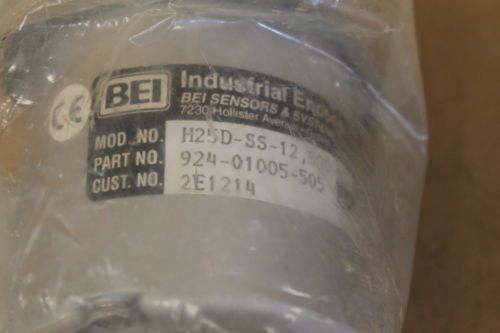 CE BEI Industrial
BEI SENSORS &
7230 Hollister
MOD. NO. H25D-SS-12,500
PART NO. 924-01005-505
CUST. NO. 2E1214